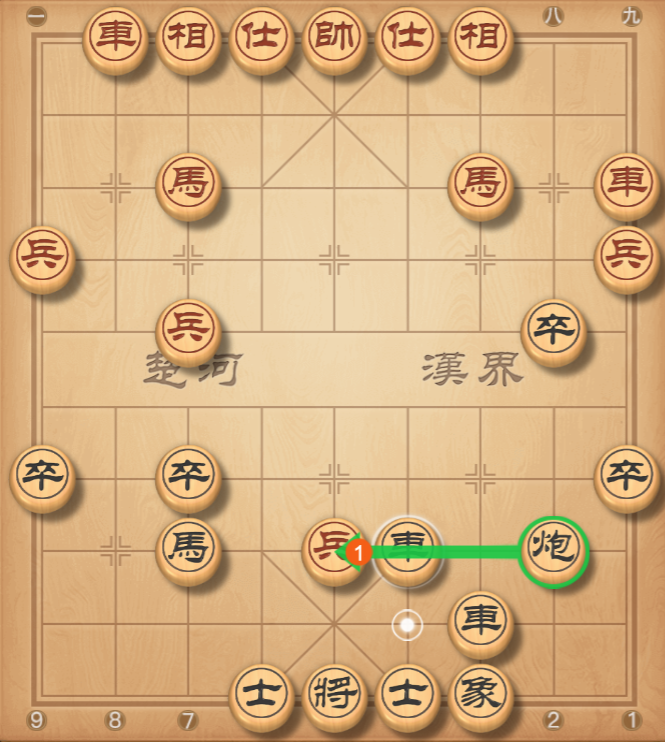 一 八 九
車 相 仕 帥 仕 相
馬 馬 車
兵 兵
兵 卒
楚河 漢界
卒 卒 卒
馬 兵 1 車 炮
車
士 將 士 象
9 8 7 2 1